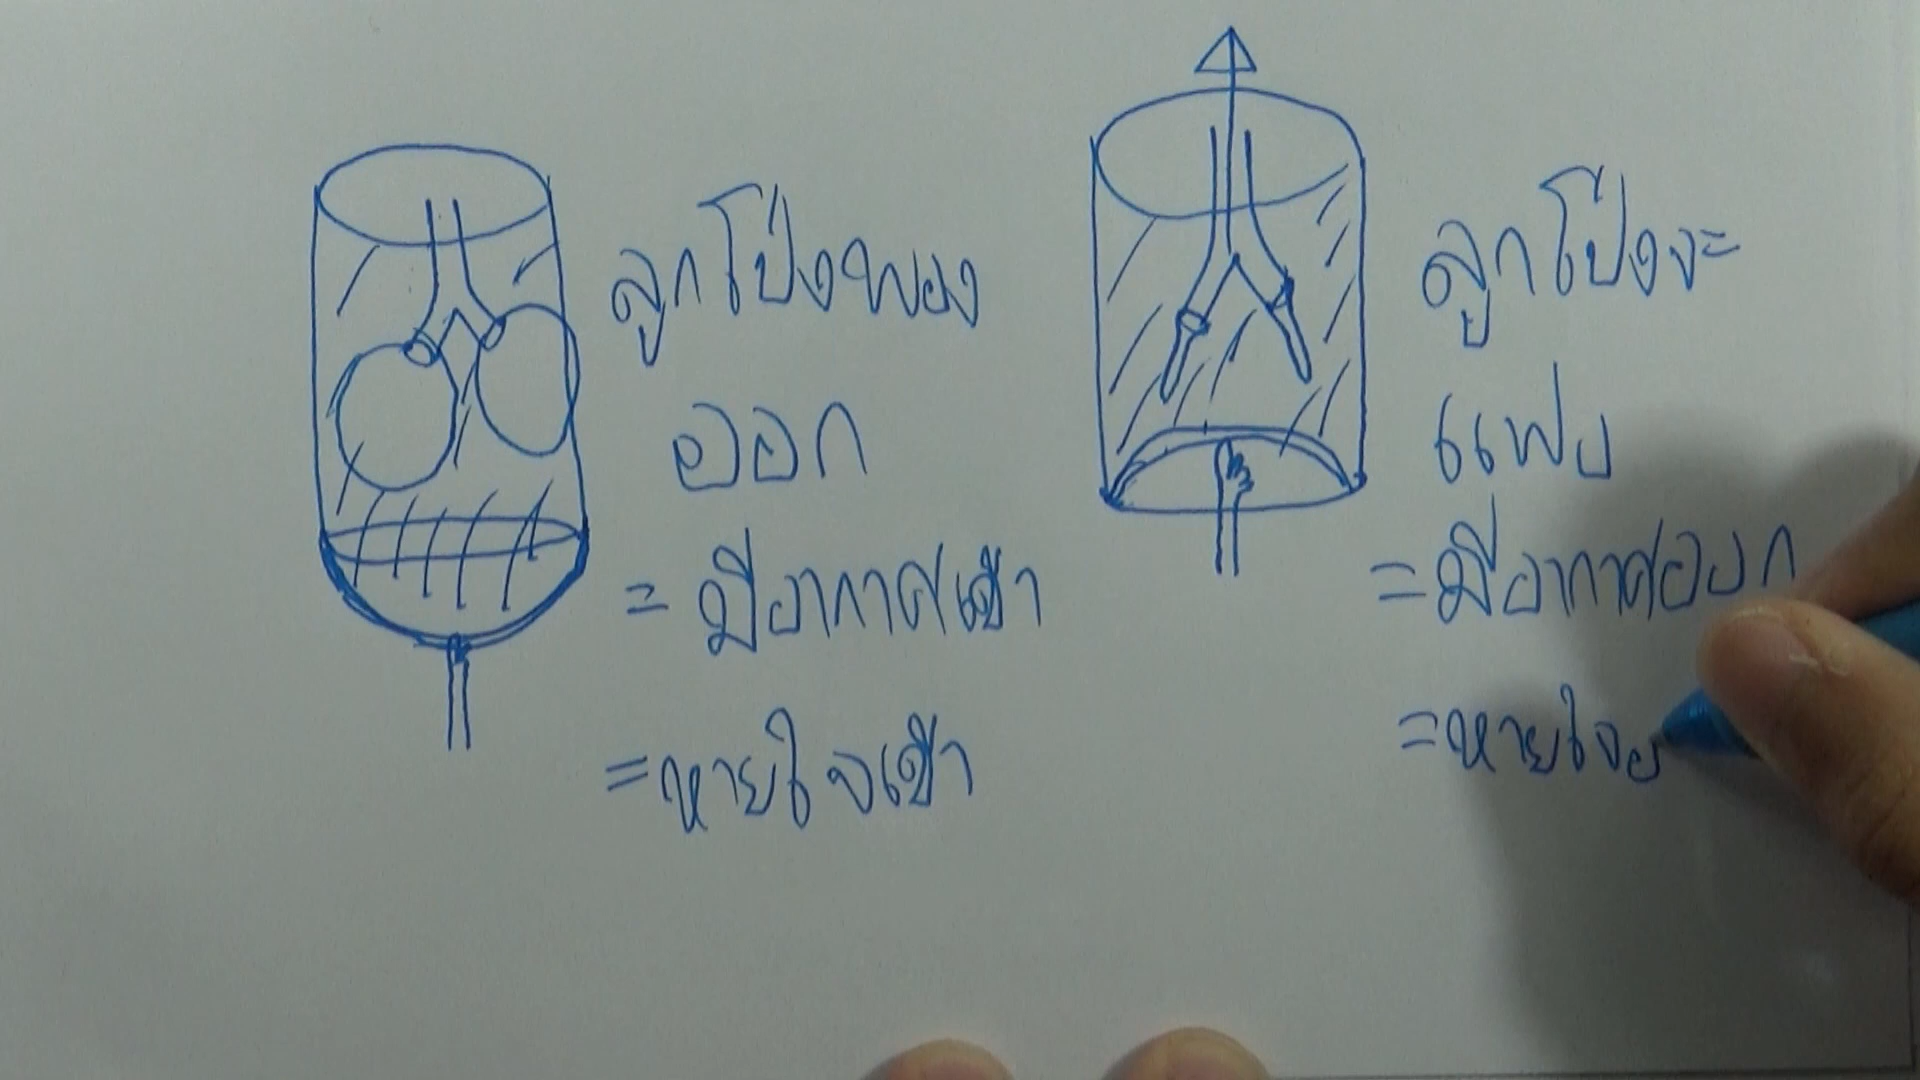 ลูกโป่งพอง
ออก
= มีอากาศเข้า
= หายใจเข้า
ลูกโป่งจะ
แฟบ
= มีอากาศออก
= หายใจอ